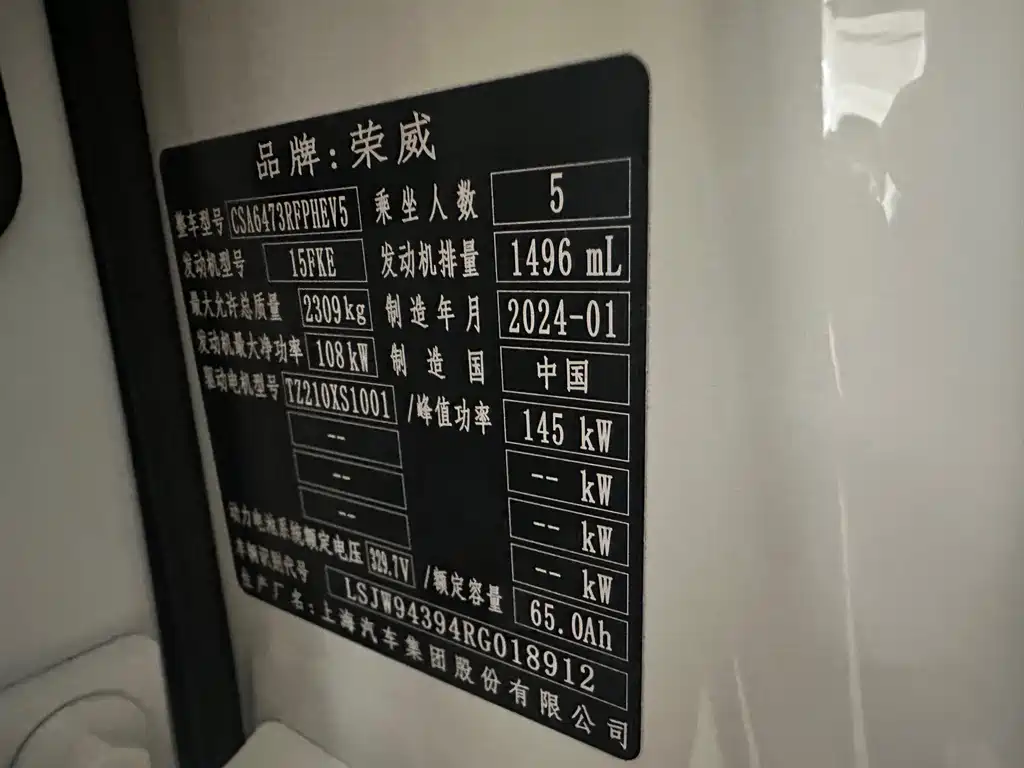 品牌：荣威
整车型号 CSA6473RFPHEV5 乘坐人数 5
发动机型号 15FKE 发动机排量 1496 mL
最大允许总质量 2309kg 制造年月 2024-01
发动机最大净功率 108kW 制造国 中国
驱动电机型号 TZ210XS1001 /峰值功率 145 kW
-- -- kW
-- -- kW
-- -- kW
动力电池系统额定电压 329.7V /额定容量 65.0Ah
车辆识别代号 LSJW94394RG018912
生产厂名：上海汽车集团股份有限公司